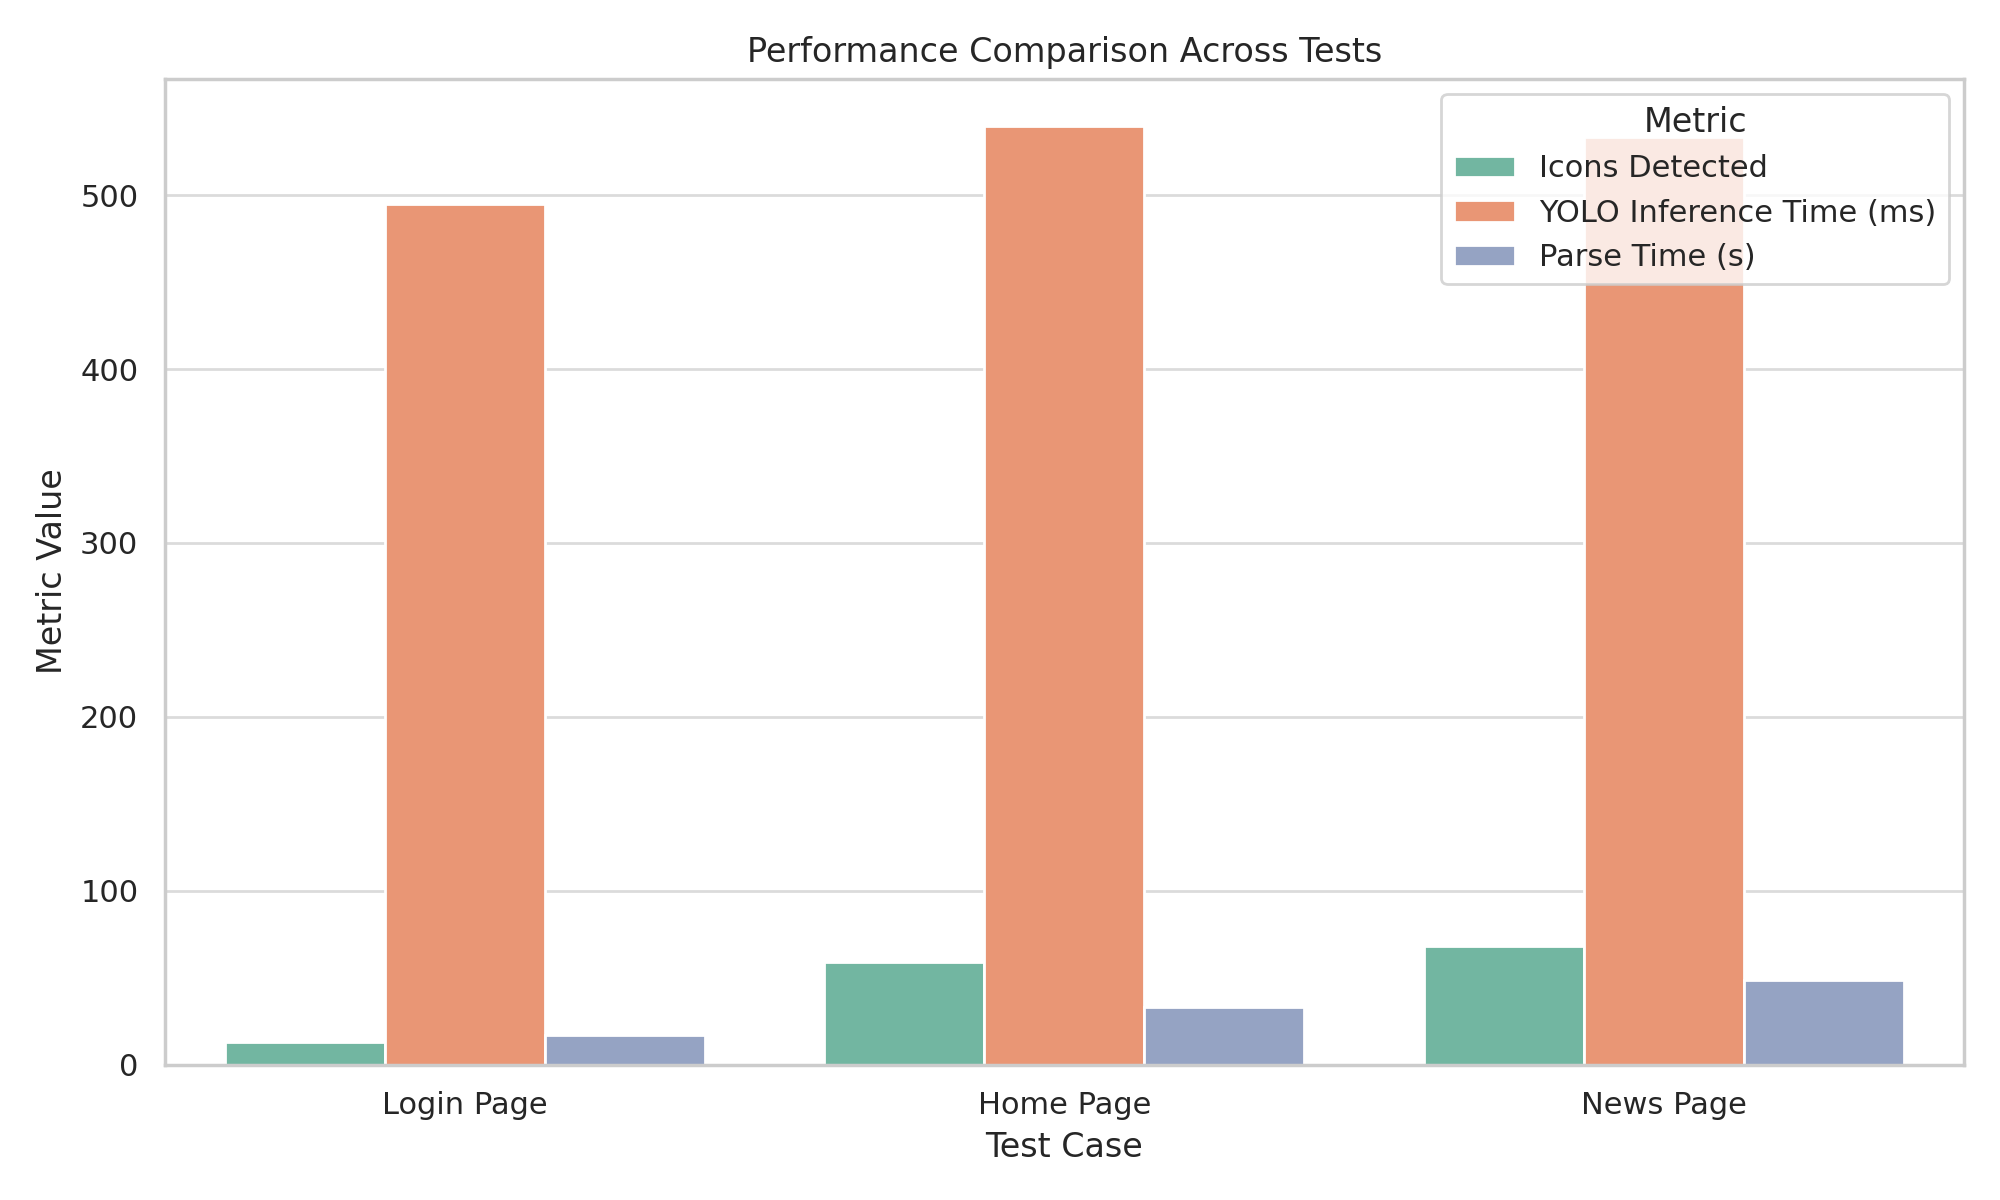 Performance Comparison Across Tests
Metric
Icons Detected
YOLO Inference Time (ms)
Parse Time (s)
Metric Value
500
400
300
200
100
0
Login Page
Home Page
News Page
Test Case